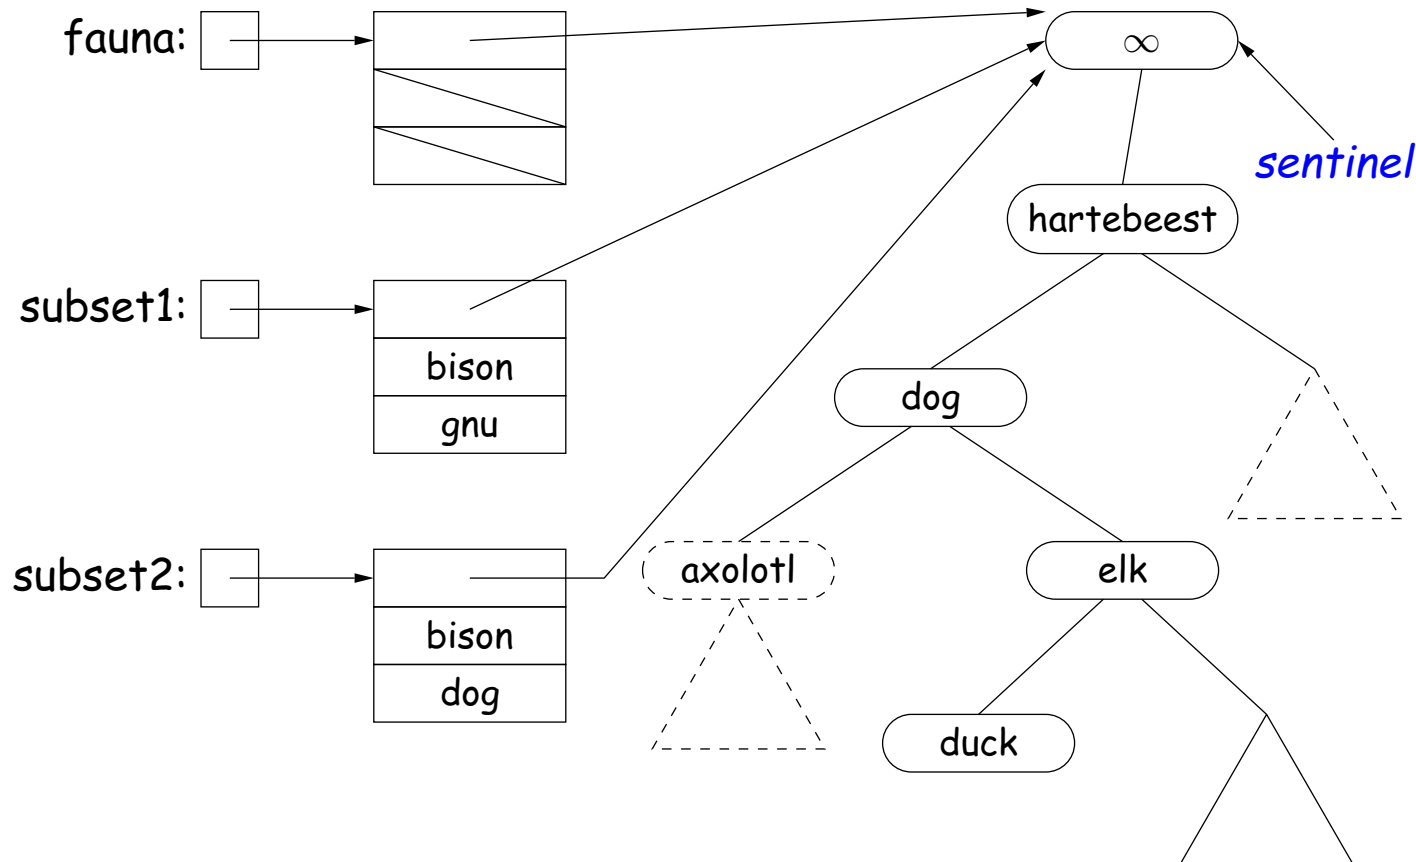 fauna:
∞
sentinel
hartebeest
subset1:
bison
gnu
dog
subset2:
axolotl
elk
bison
dog
duck